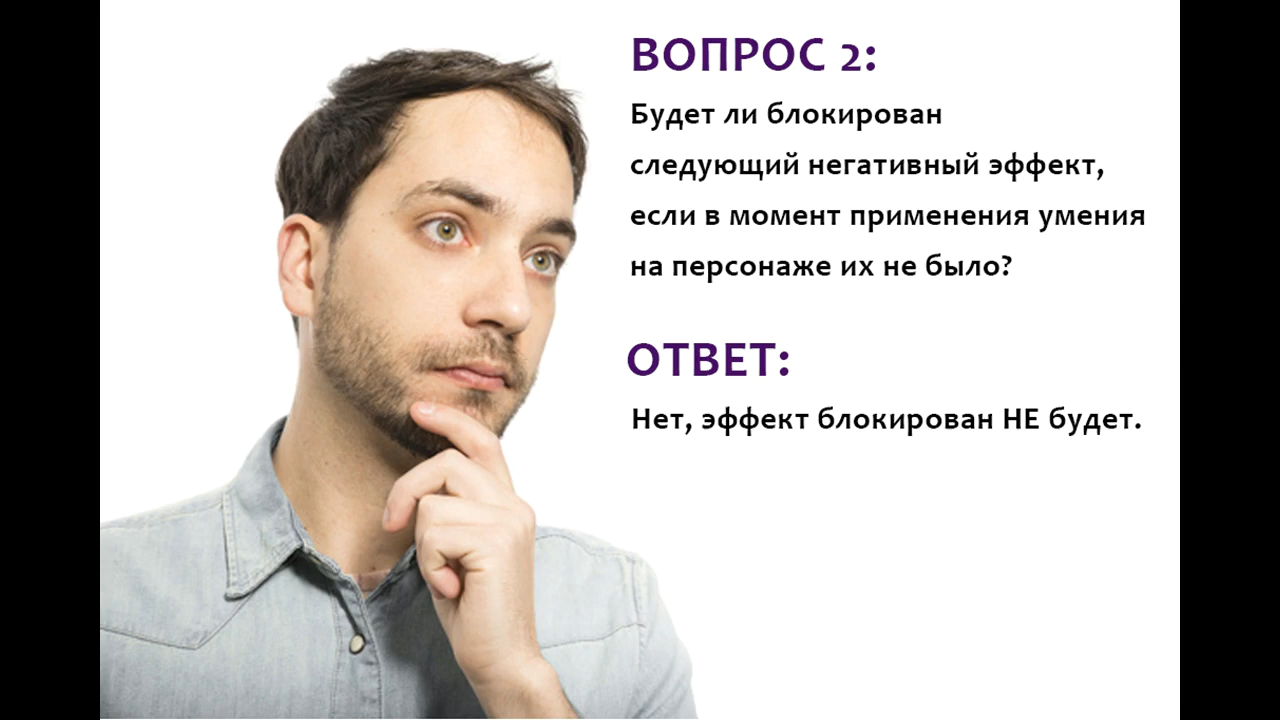 ВОПРОС 2:
Будет ли блокирован
следующий негативный эффект,
если в момент применения умения
на персонаже их не было?
ОТВЕТ:
Нет, эффект блокирован НЕ будет.